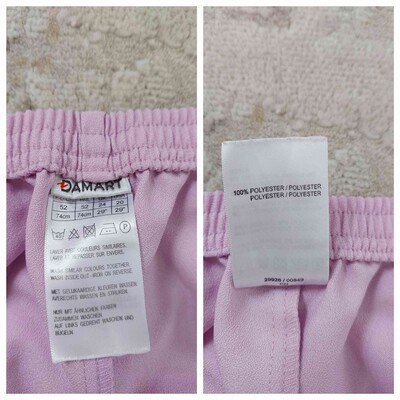 DAMART
52 52 24 20
74cm 74cm 29" 29"
P
LAVER AVEC COULEURS SIMILAIRES.
LAVER ET REPASSER SUR ENVERS.
WASH SIMILAR COLOURS TOGETHER.
WASH INSIDE-OUT, IRON ON REVERSE
MET GELIJKAARDIGE KLEUREN WASSEN
AVERECHTS WASSEN EN STRIJKEN.
NUR MIT ÄHNLICHEN FARBEN
ZUSAMMEN WASCHEN
AUF LINKS GEDREHT WASCHEN UND
BÜGELN
100% POLYESTER / POLYESTER
POLYESTER / POLYESTER